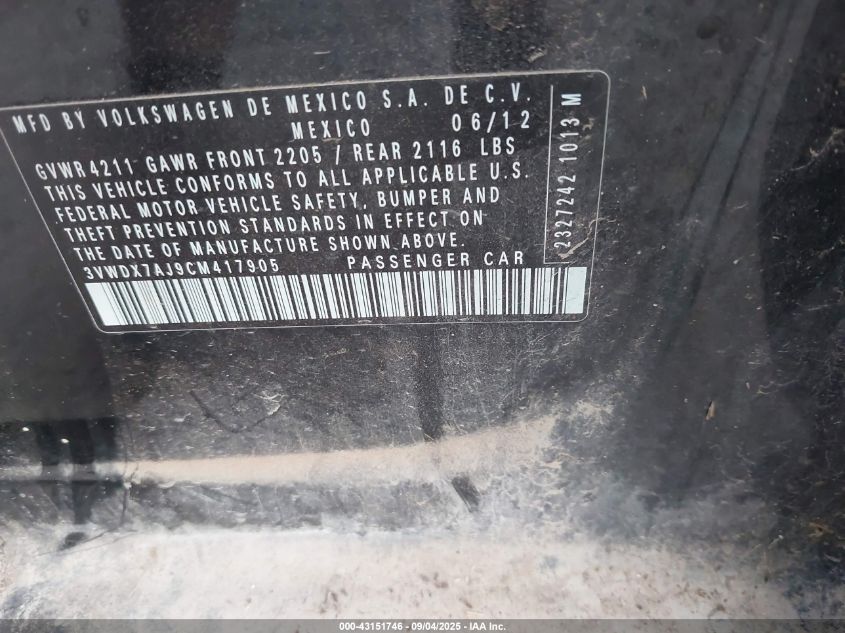 MFD BY VOLKSWAGEN DE MEXICO S.A. DE C.V.
MEXICO 06/12
GVWR 4211 GAWR FRONT 2205 / REAR 2116 LBS
THIS VEHICLE CONFORMS TO ALL APPLICABLE U.S.
FEDERAL MOTOR VEHICLE SAFETY, BUMPER AND
THEFT PREVENTION STANDARDS IN EFFECT ON
THE DATE OF MANUFACTURE SHOWN ABOVE.
3VWDX7AJ9CM417905 PASSENGER CAR
2327242 1013 M
000-43151746 - 09/04/2025 - IAA Inc.